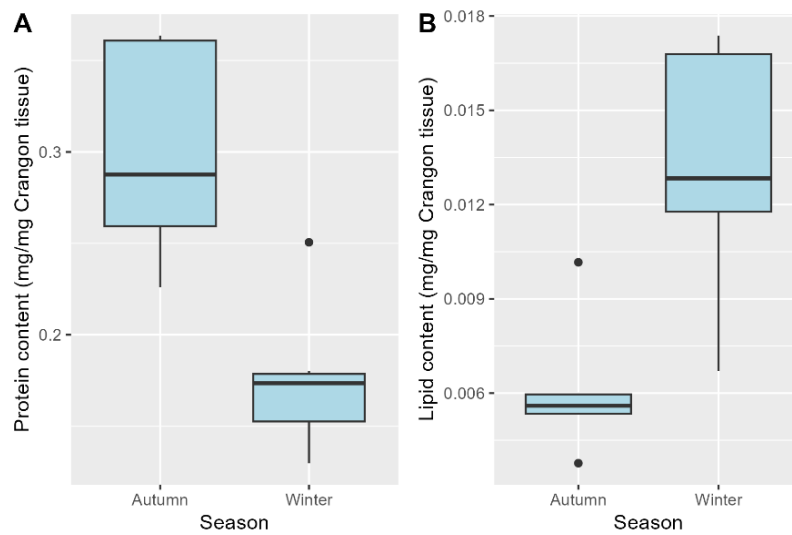 A
Protein content (mg/mg Crangon tissue)
0.3
0.2
Autumn
Winter
Season
B
Lipid content (mg/mg Crangon tissue)
0.018
0.015
0.012
0.009
0.006
Autumn
Winter
Season